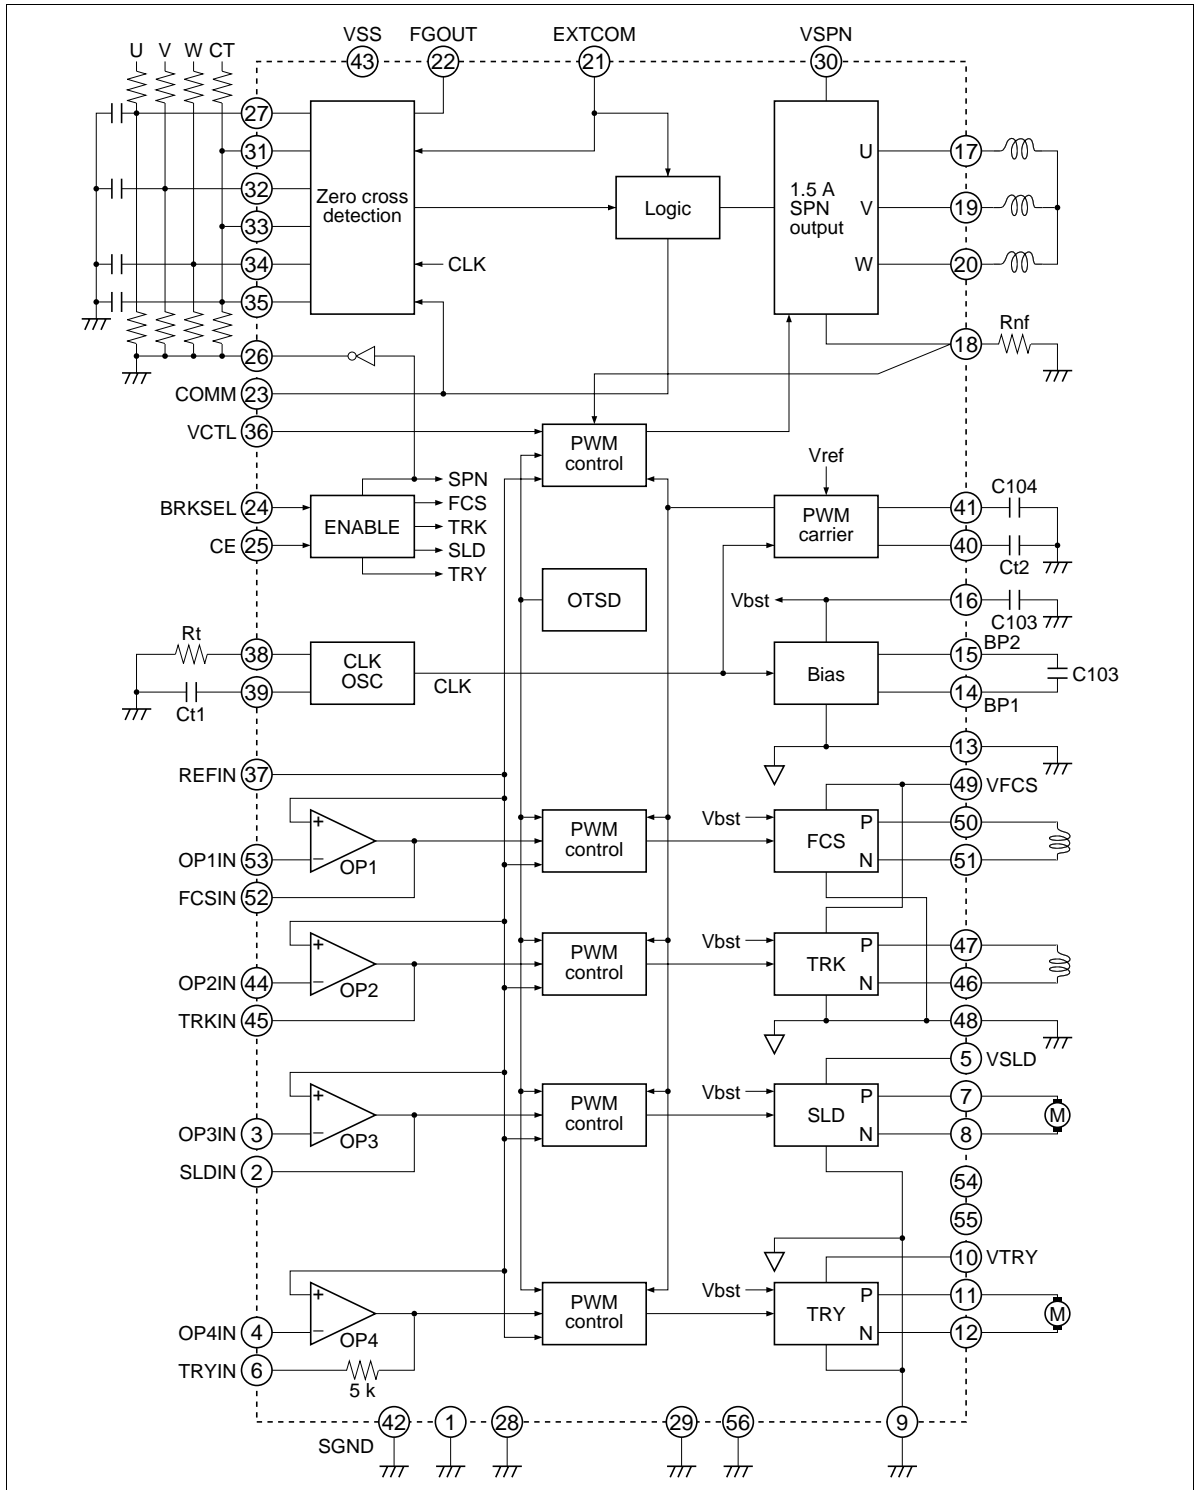 VSS FGOUT EXTCOM VSPN
U V W CT
43 22 21 30
27
31
32
33
34
35
26
Zero cross
detection
CLK
Logic
1.5 A
SPN
output
U
V
W
17
19
20
18
Rnf
COMM 23
VCTL 36
PWM
control
Vref
BRKSEL 24
CE 25
ENABLE
SPN
FCS
TRK
SLD
TRY
PWM
carrier
41
C104
40
Ct2
OTSD
Vbst
16
C103
Rt
38
39
Ct1
CLK
OSC
CLK
Bias
15 BP2
14 BP1
C103
13
REFIN 37
49 VFCS
+
−
OP1
OP1IN 53
FCSIN 52
PWM
control
Vbst
FCS
P
N
50
51
+
−
OP2
OP2IN 44
TRKIN 45
PWM
control
Vbst
TRK
P
N
47
46
48
5 VSLD
+
−
OP3
OP3IN 3
SLDIN 2
PWM
control
Vbst
SLD
P
N
7
8
M
54
55
10 VTRY
+
−
OP4
OP4IN 4
TRYIN 6
5 k
PWM
control
Vbst
TRY
P
N
11
12
M
42 1 28 29 56 9
SGND